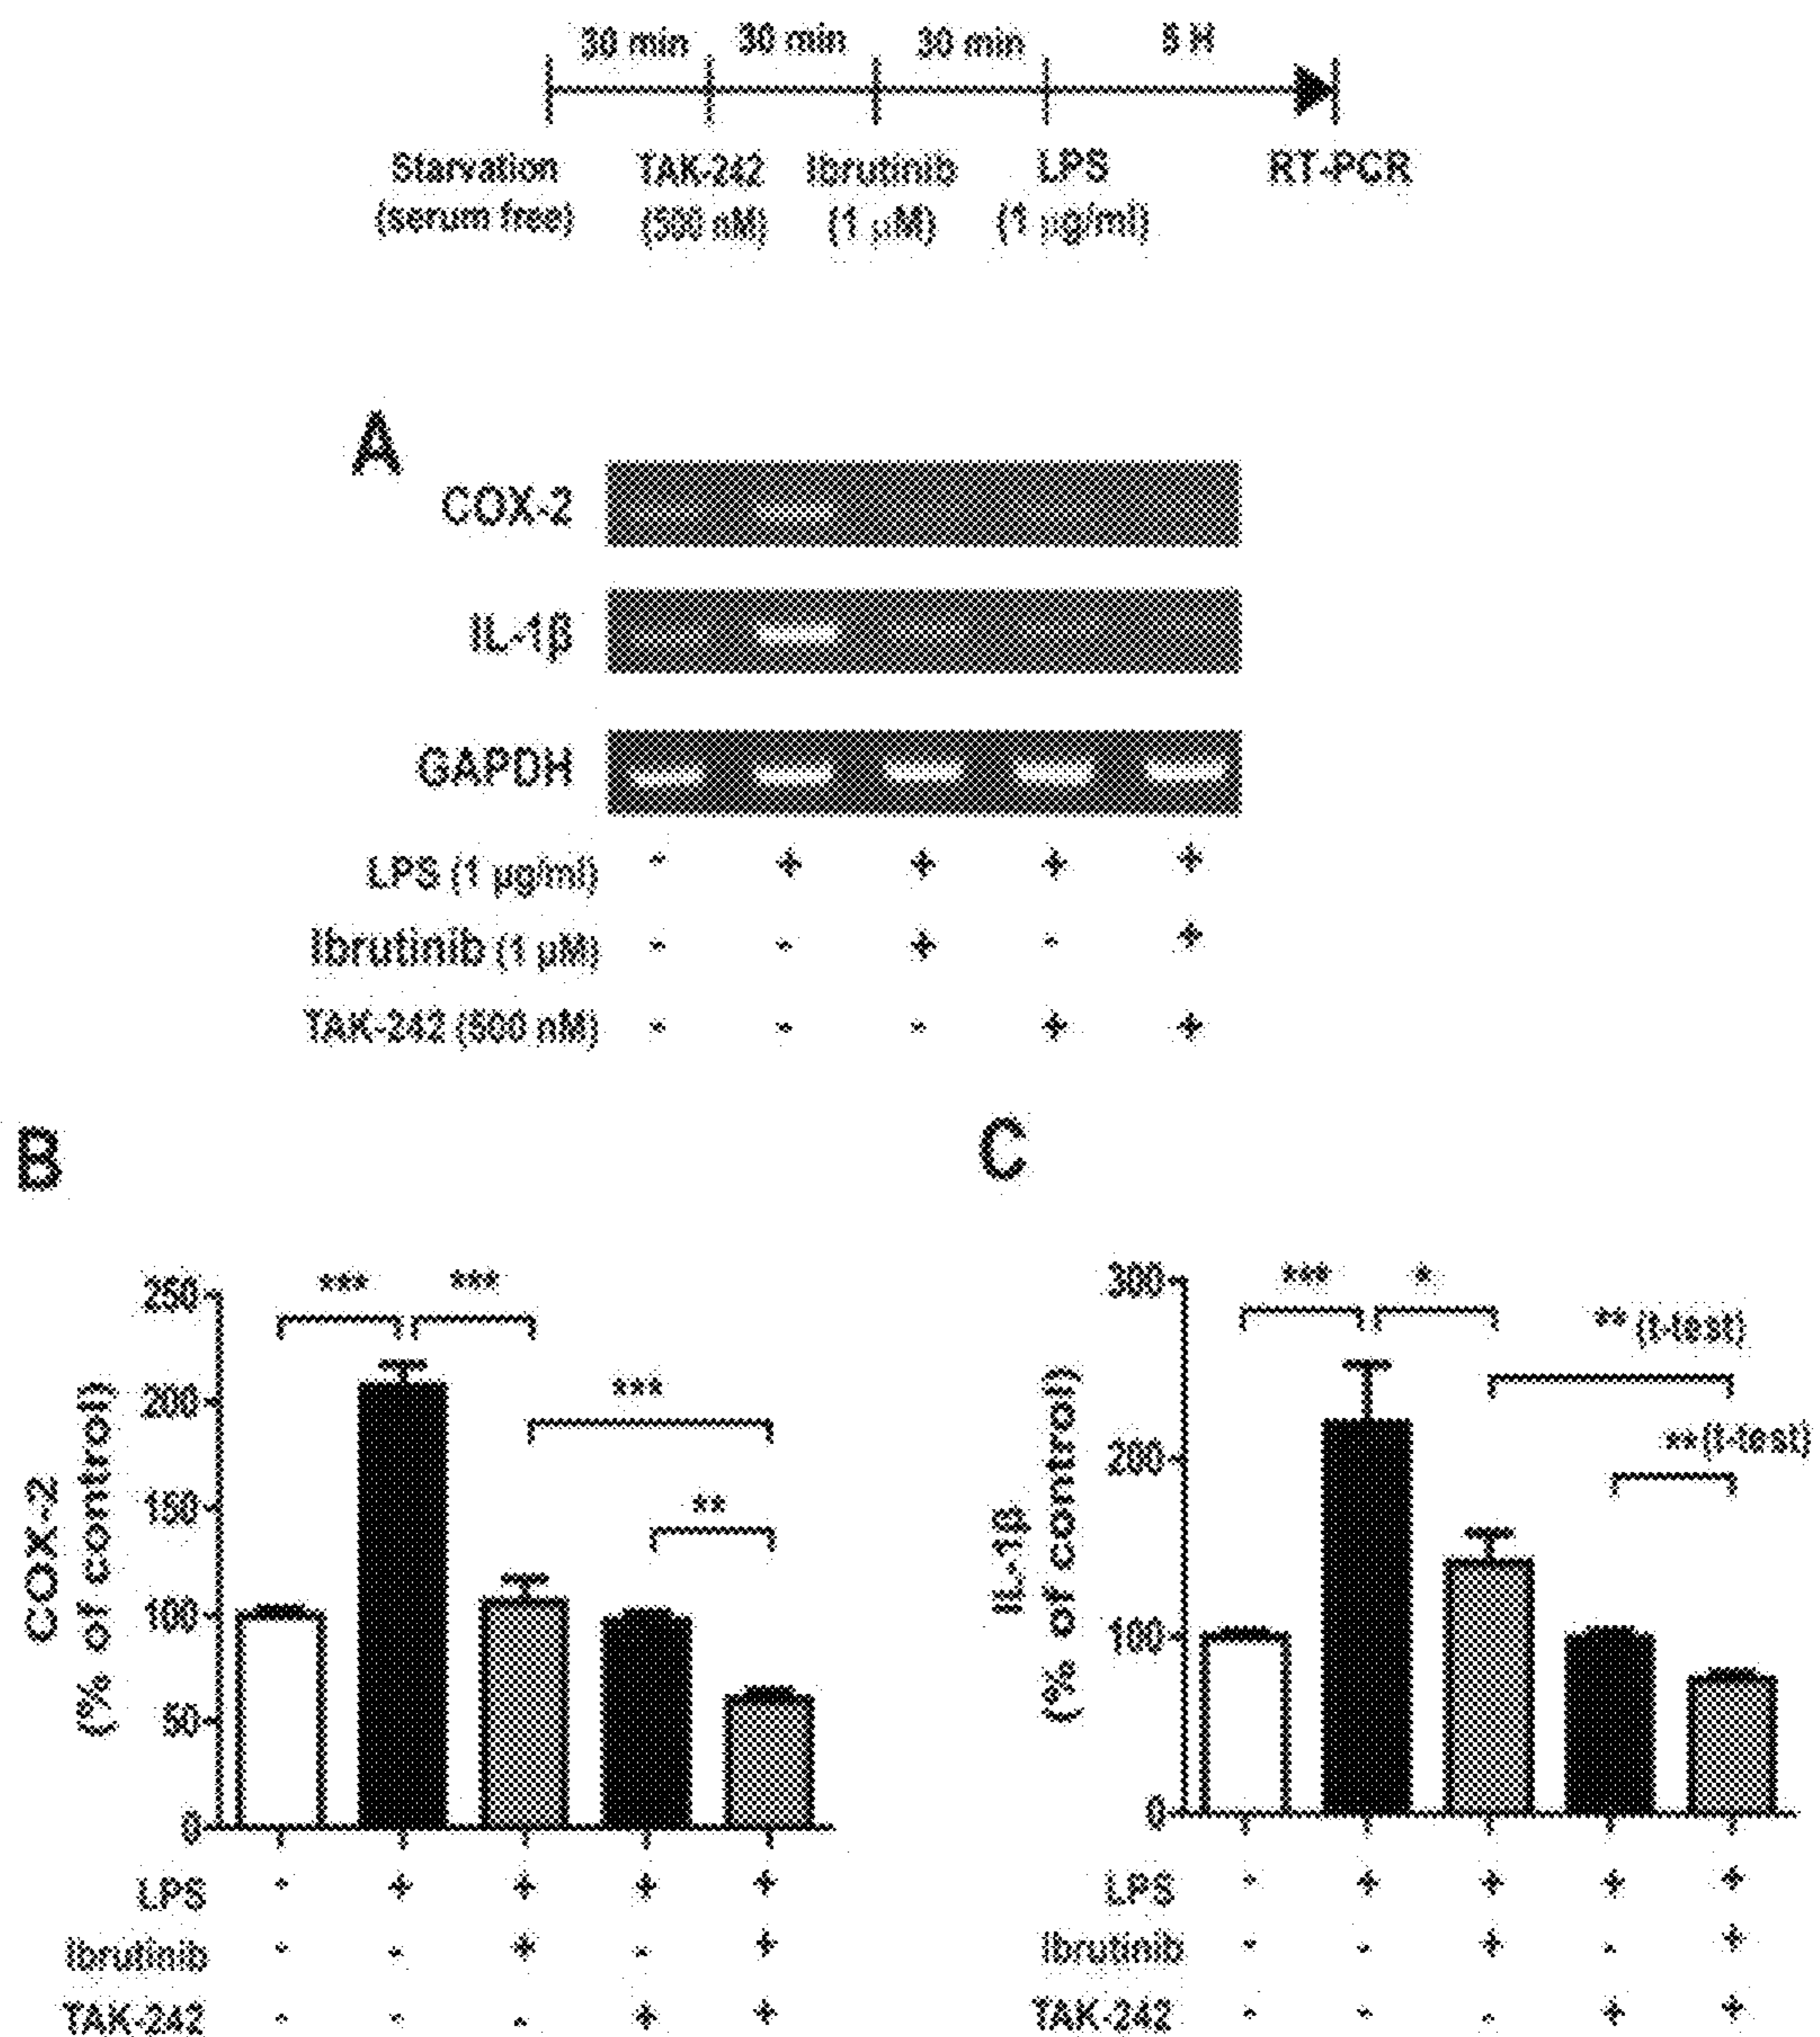 30 min 30 min 30 min 5 H
Starvation TAK-242 Ibrutinib LPS RT-PCR
(serum free) (500 nM) (1 μM) (1 μg/ml)
A
COX-2
IL-1β
GAPDH
LPS (1 μg/ml) - + + + +
Ibrutinib (1 μM) - - + - +
TAK-242 (500 nM) - - - + +
B
COX-2
(% of control)
250
200
150
100
50
0
*** ***
***
**
LPS - + + + +
Ibrutinib - - + - +
TAK-242 - - - + +
C
IL-1β
(% of control)
300
200
100
0
*** *
** (t-test)
**(t-test)
LPS - + + + +
Ibrutinib - - + - +
TAK-242 - - - + +